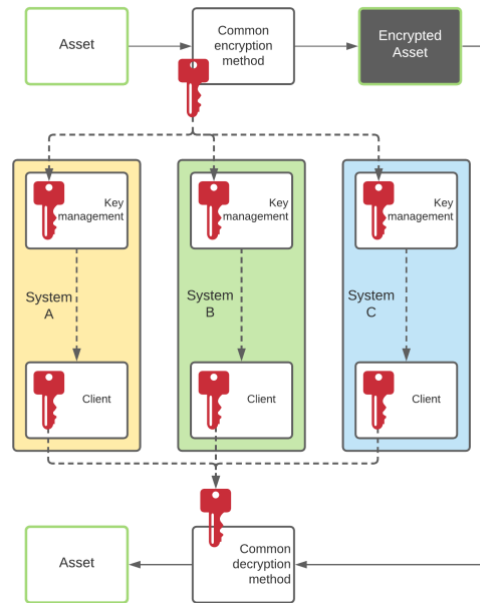 Asset
Common
encryption
method
Encrypted
Asset
Key
management
Key
management
Key
management
System
A
System
B
System
C
Client
Client
Client
Asset
Common
decryption
method